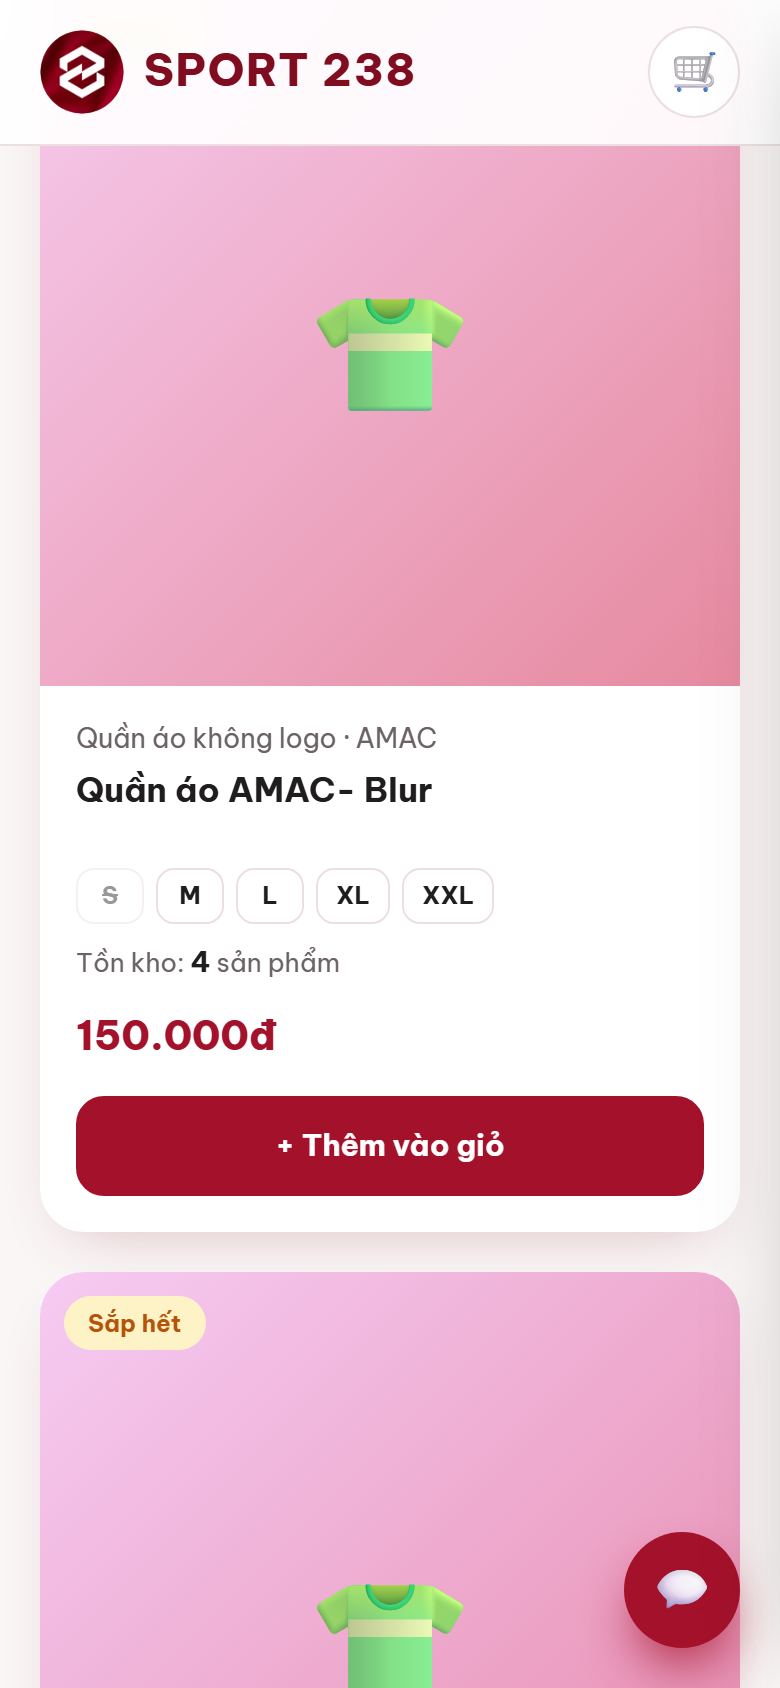 SPORT 238
Quần áo không logo · AMAC
Quần áo AMAC- Blur
S M L XL XXL
Tồn kho: 4 sản phẩm
150.000đ
+ Thêm vào giỏ
Sắp hết